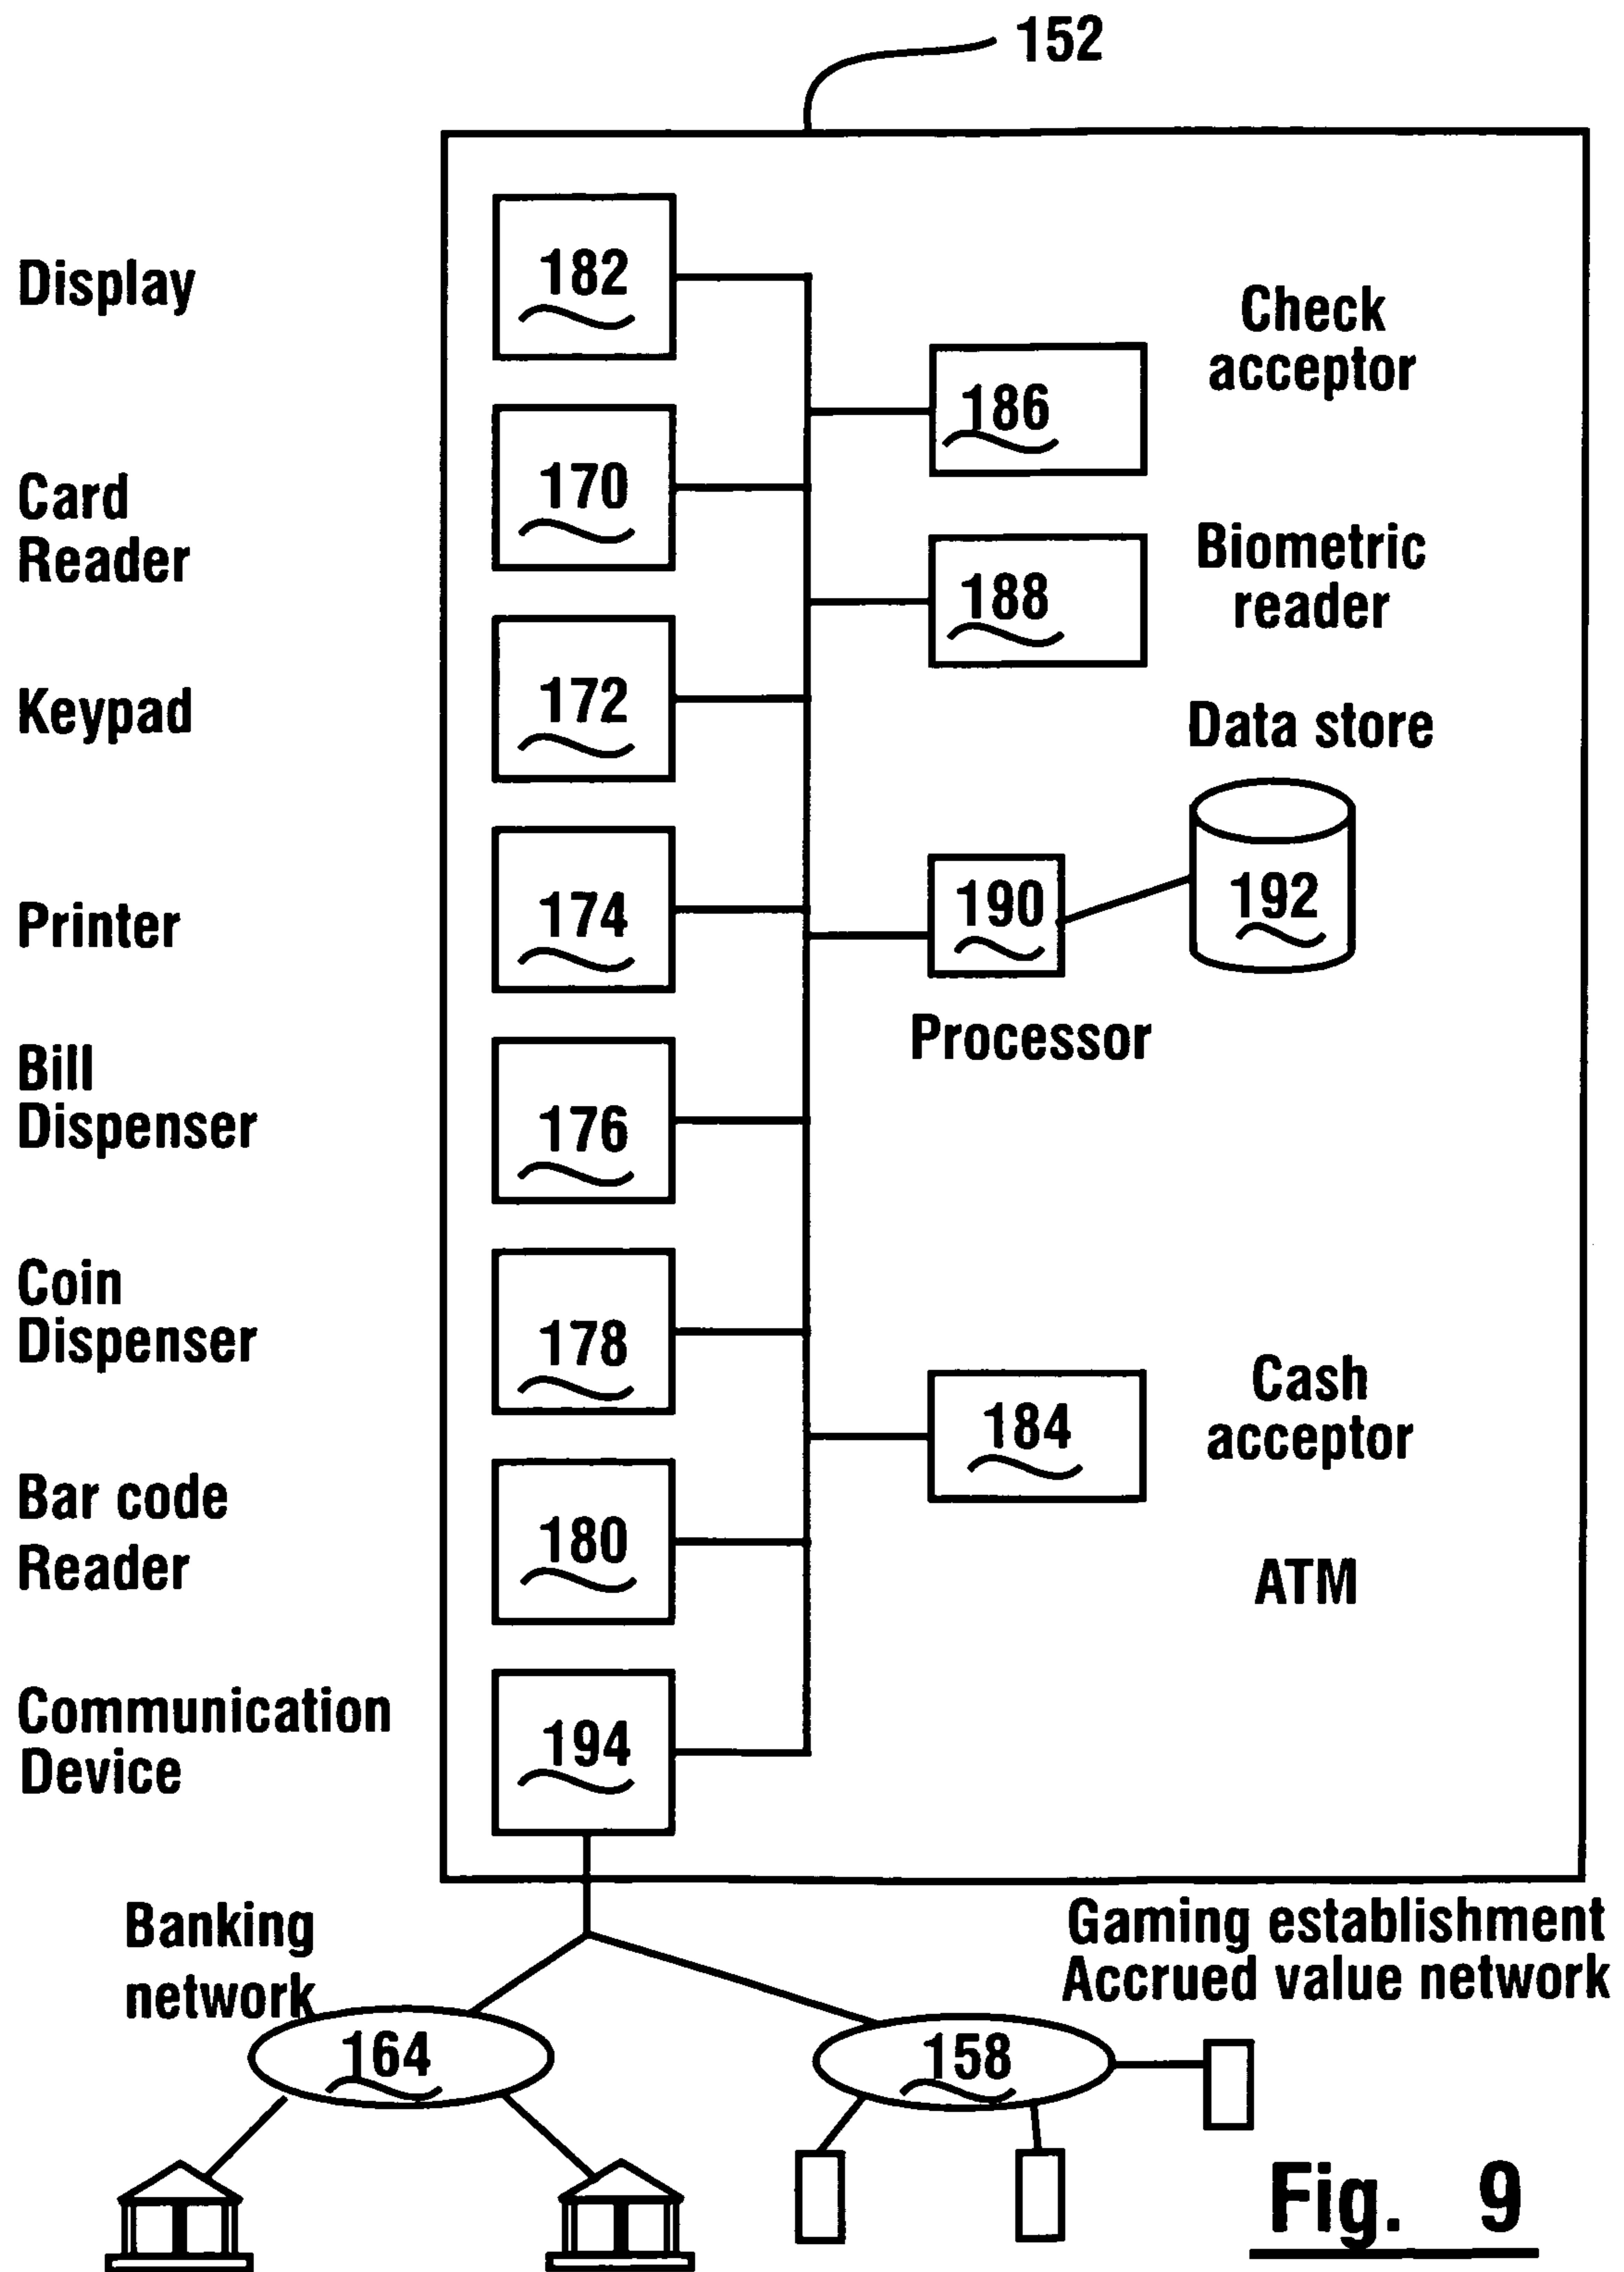 152
Display
182
Check
acceptor
186
Card
Reader
170
Biometric
reader
188
Keypad
172
Data store
192
Printer
174
190
Processor
Bill
Dispenser
176
Coin
Dispenser
178
Cash
acceptor
184
Bar code
Reader
180
ATM
Communication
Device
194
Banking
network
164
Gaming establishment
Accrued value network
158
Fig. 9